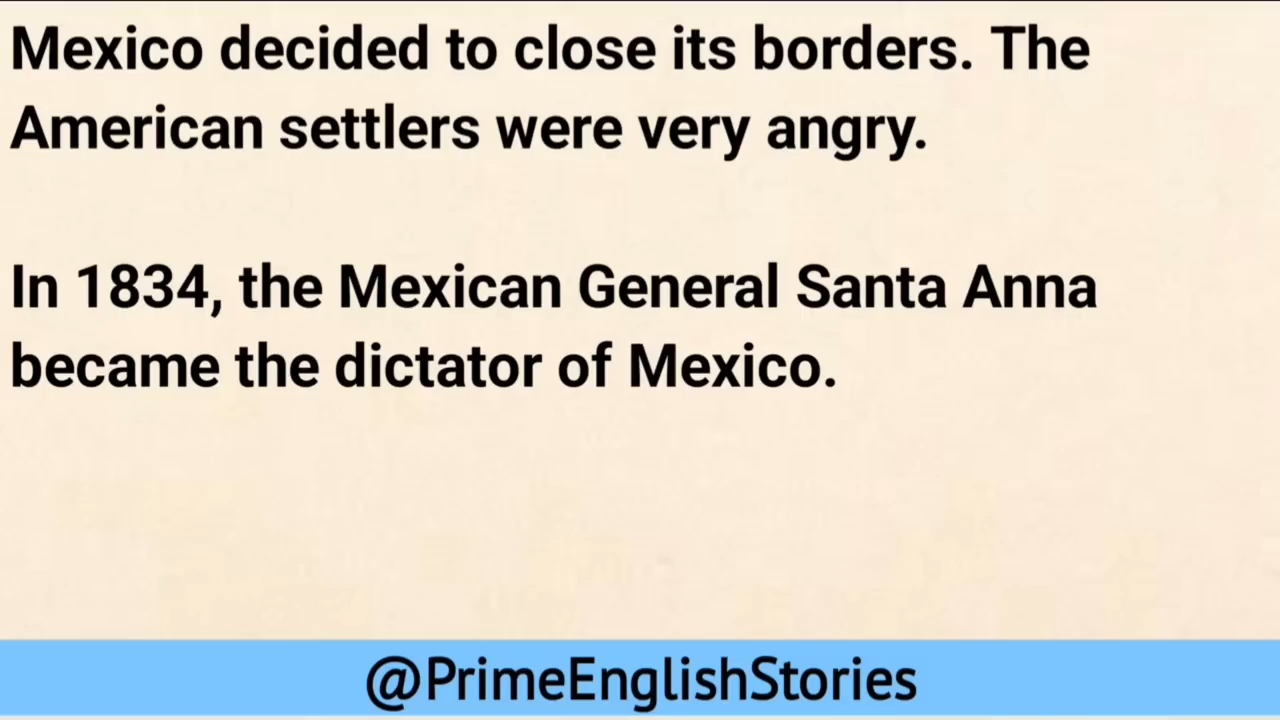 Mexico decided to close its borders. The
American settlers were very angry.
In 1834, the Mexican General Santa Anna
became the dictator of Mexico.
@PrimeEnglishStories